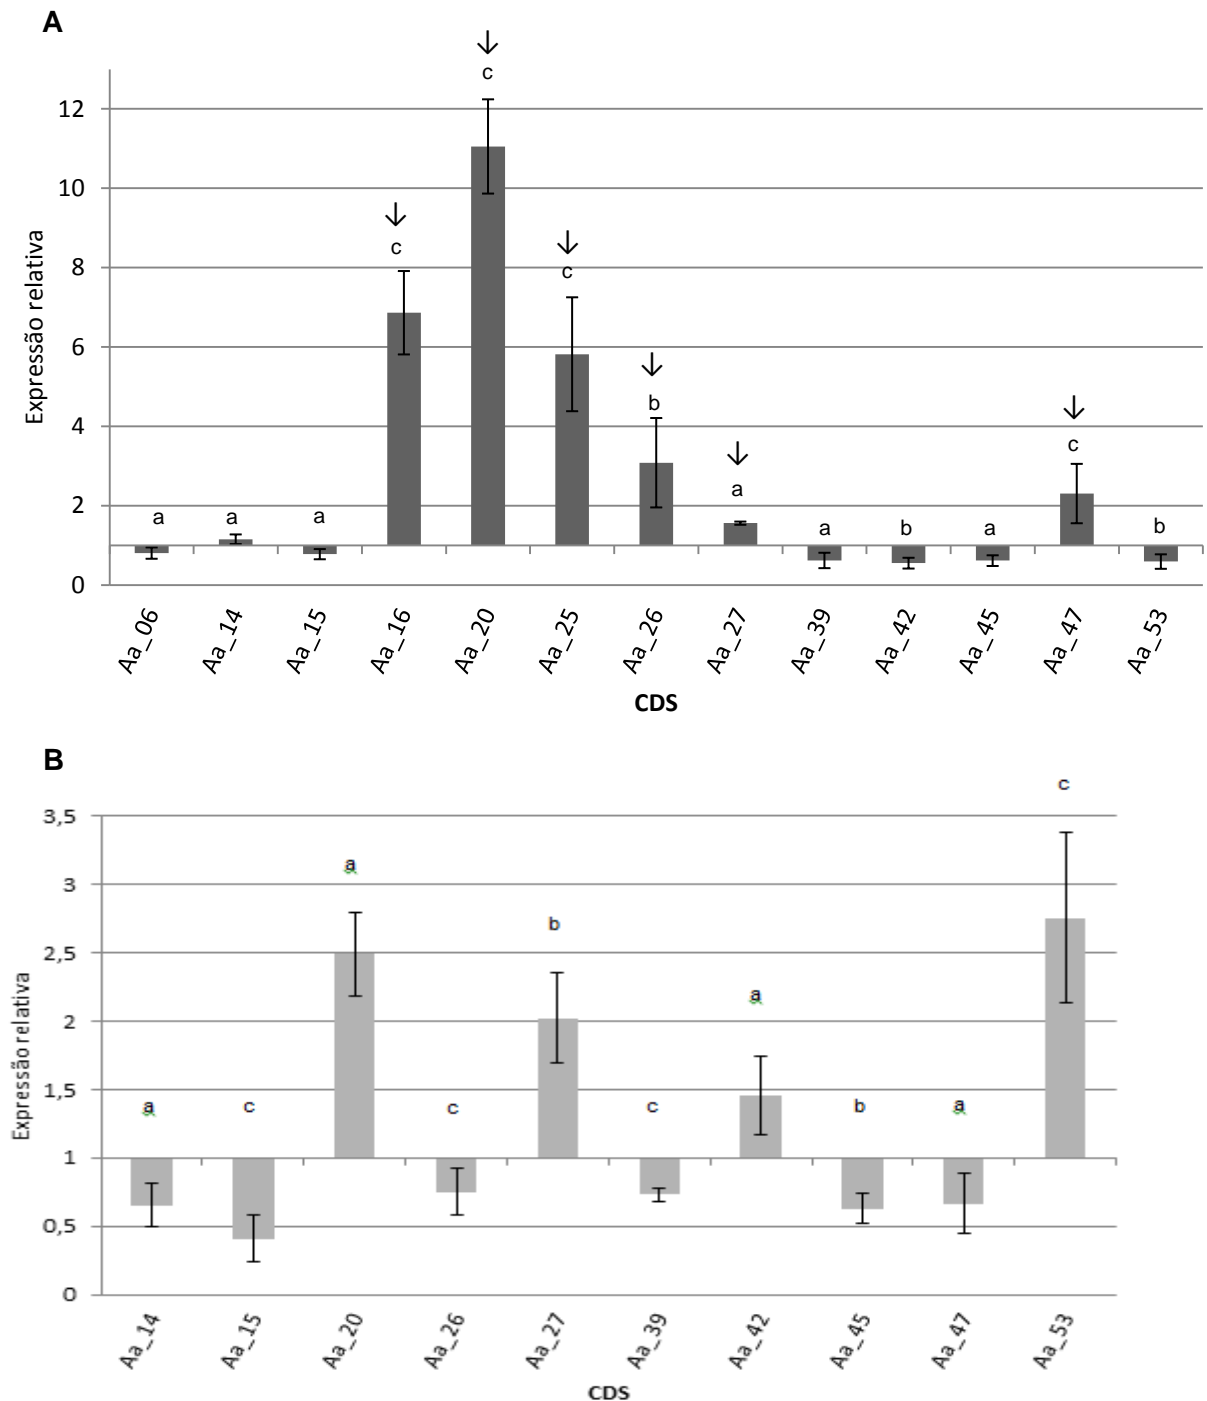 A
↓
c
12
10
↓
c
↓
c
8
6
↓
b
4
↓
c
↓
a
2
a a a a b a b
0
Expressão relativa
Aa_06 Aa_14 Aa_15 Aa_16 Aa_20 Aa_25 Aa_26 Aa_27 Aa_39 Aa_42 Aa_45 Aa_47 Aa_53
CDS
B
c
3,5
a
3
b
2,5
a
2
1,5
a c c c b a
1
0,5
0
Expressão relativa
Aa_14 Aa_15 Aa_20 Aa_26 Aa_27 Aa_39 Aa_42 Aa_45 Aa_47 Aa_53
CDS